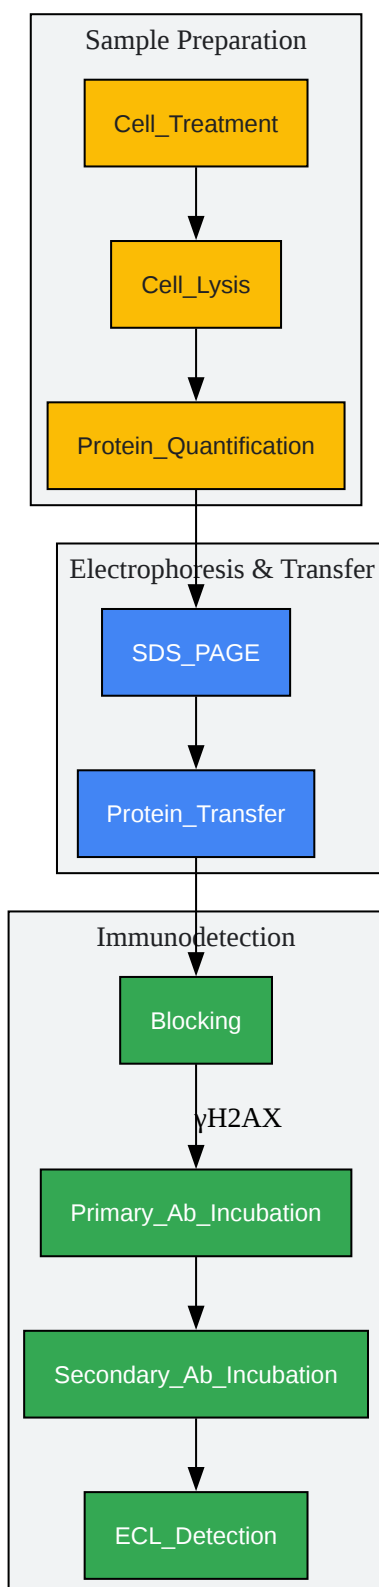 Sample Preparation
Cell_Treatment
Cell_Lysis
Protein_Quantification
Electrophoresis & Transfer
SDS_PAGE
Protein_Transfer
Immunodetection
Blocking
γH2AX
Primary_Ab_Incubation
Secondary_Ab_Incubation
ECL_Detection